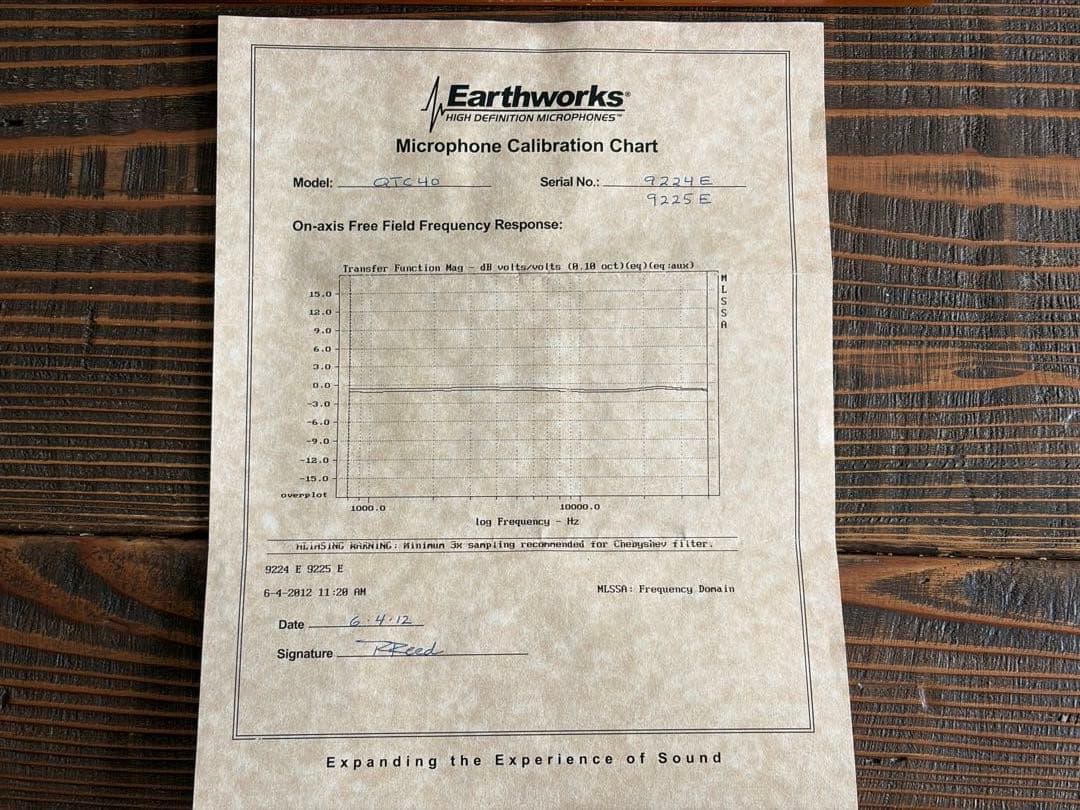 Earthworks®
HIGH DEFINITION MICROPHONES™
Microphone Calibration Chart
Model: QTC40 Serial No.: 9224 E
9225 E
On-axis Free Field Frequency Response:
Transfer Function Mag - dB volts/volts (0.10 oct)(eq)(eq:aux)
M
L
S
S
A
15.0
12.0
9.0
6.0
3.0
0.0
-3.0
-6.0
-9.0
-12.0
-15.0
overplot
1000.0 10000.0
log Frequency - Hz
ALIASING WARNING: Minimum 3x sampling recommended for Chebyshev filter.
9224 E 9225 E
6-4-2012 11:20 AM MLSSA: Frequency Domain
Date 6.4.12
Signature RReed
Expanding the Experience of Sound